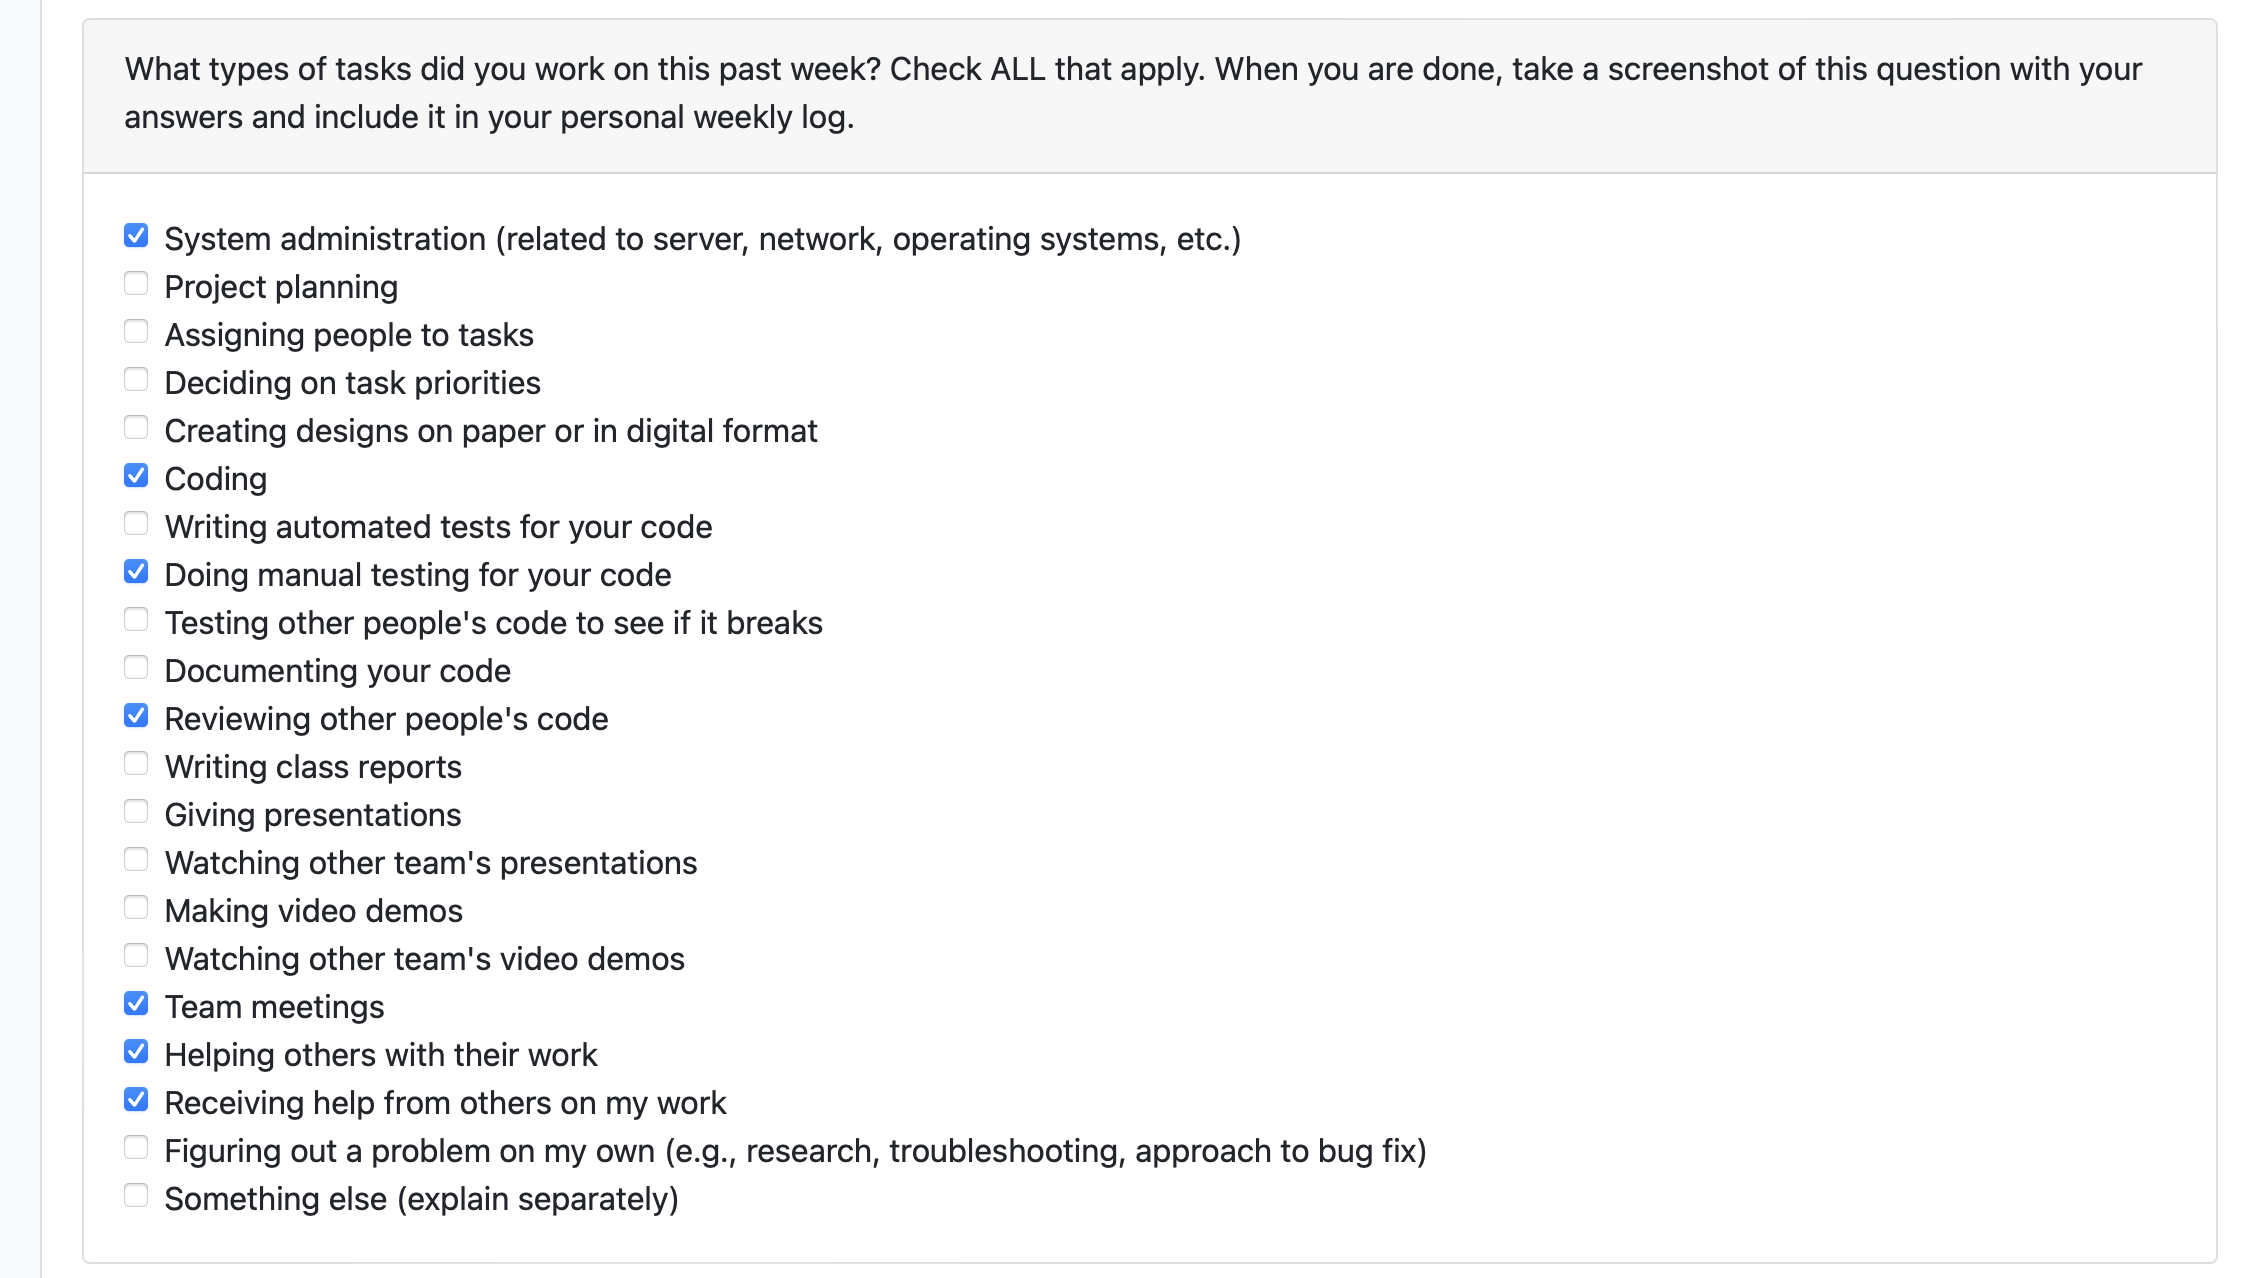 What types of tasks did you work on this past week? Check ALL that apply. When you are done, take a screenshot of this question with your
answers and include it in your personal weekly log.
System administration (related to server, network, operating systems, etc.)
Project planning
Assigning people to tasks
Deciding on task priorities
Creating designs on paper or in digital format
Coding
Writing automated tests for your code
Doing manual testing for your code
Testing other people's code to see if it breaks
Documenting your code
Reviewing other people's code
Writing class reports
Giving presentations
Watching other team's presentations
Making video demos
Watching other team's video demos
Team meetings
Helping others with their work
Receiving help from others on my work
Figuring out a problem on my own (e.g., research, troubleshooting, approach to bug fix)
Something else (explain separately)